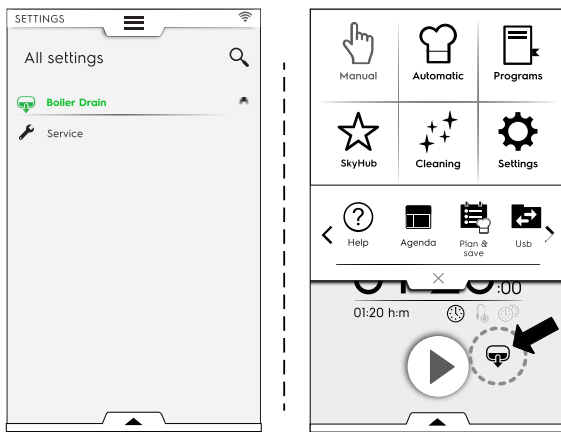 SETTINGS
All settings
Boiler Drain
Service
Manual
Automatic
Programs
SkyHub
Cleaning
Settings
Help
Agenda
Plan &
save
Usb
:00
01:20 h:m